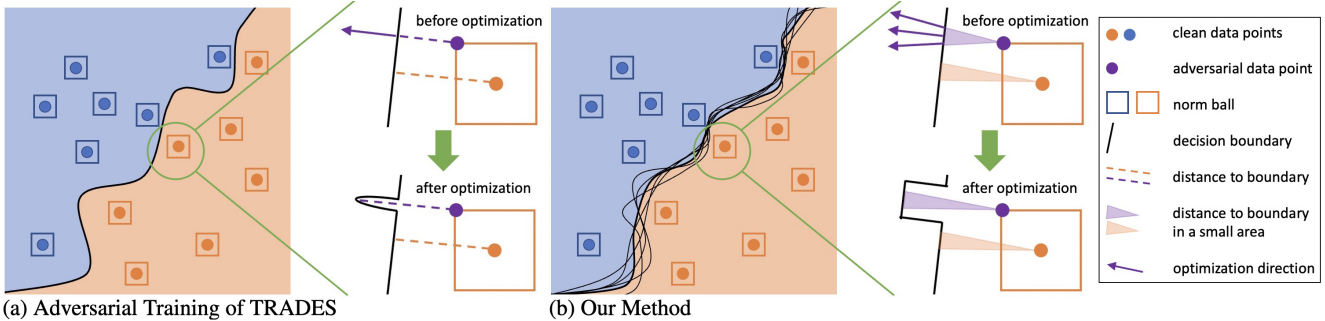 before optimization
after optimization
(a) Adversarial Training of TRADES
before optimization
after optimization
(b) Our Method
clean data points
adversarial data point
norm ball
decision boundary
distance to boundary
distance to boundary
in a small area
optimization direction